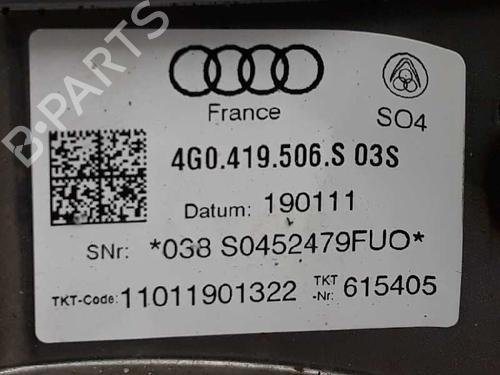 B-PARTS
France
SO4
4G0.419.506.S 03S
Datum: 190111
SNr: *038 S0452479FUO*
TKT-Code: 11011901322 TKT-Nr: 615405